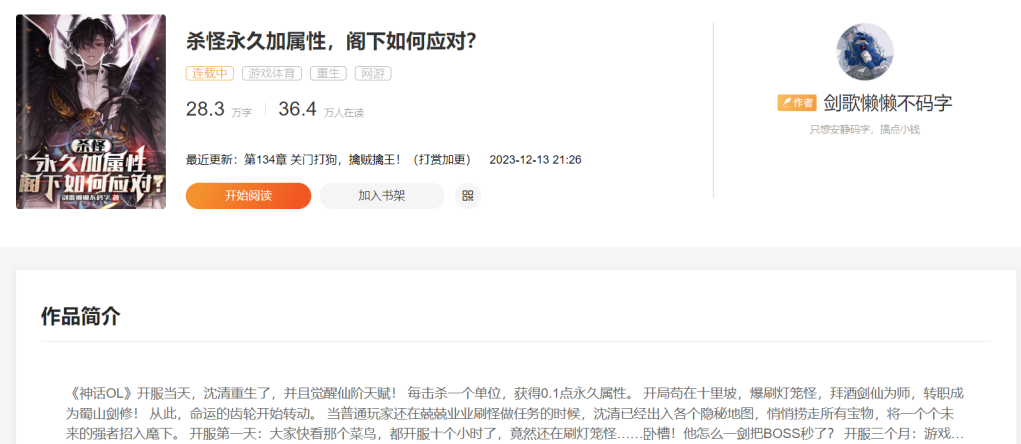 杀怪永久加属性，阁下如何应对？
连载中 游戏体育 重生 网游
28.3 万字 36.4 万人在读
最近更新：第134章 关门打狗，擒贼擒王！（打赏加更） 2023-12-13 21:26
开始阅读 加入书架
杀怪
永久加属性
阁下如何应对？
剑歌懒懒不码字 著
作者 剑歌懒懒不码字
只想安静码字，搞点小钱
作品简介
《神话OL》开服当天，沈清重生了，并且觉醒仙阶天赋！ 每击杀一个单位，获得0.1点永久属性。 开局苟在十里坡，爆刷灯笼怪，拜酒剑仙为师，转职成
为蜀山剑修！ 从此，命运的齿轮开始转动。 当普通玩家还在兢兢业业刷怪做任务的时候，沈清已经出入各个隐秘地图，悄悄捞走所有宝物，将一个个未
来的强者招入麾下。 开服第一天：大家快看那个菜鸟，都开服十个小时了，竟然还在刷灯笼怪……卧槽！他怎么一剑把BOSS秒了？ 开服三个月：游戏…